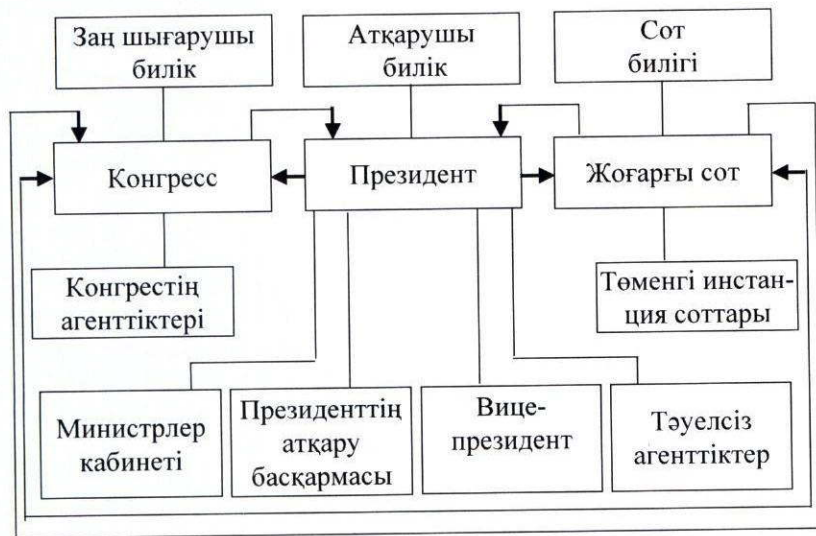 Заң шығарушы
билік
Атқарушы
билік
Сот
билігі
Конгресс
Президент
Жоғарғы сот
Конгрестің
агенттіктері
Төменгі инстан-
ция соттары
Министрлер
кабинеті
Президенттің
атқару
басқармасы
Вице-
президент
Тәуелсіз
агенттіктер